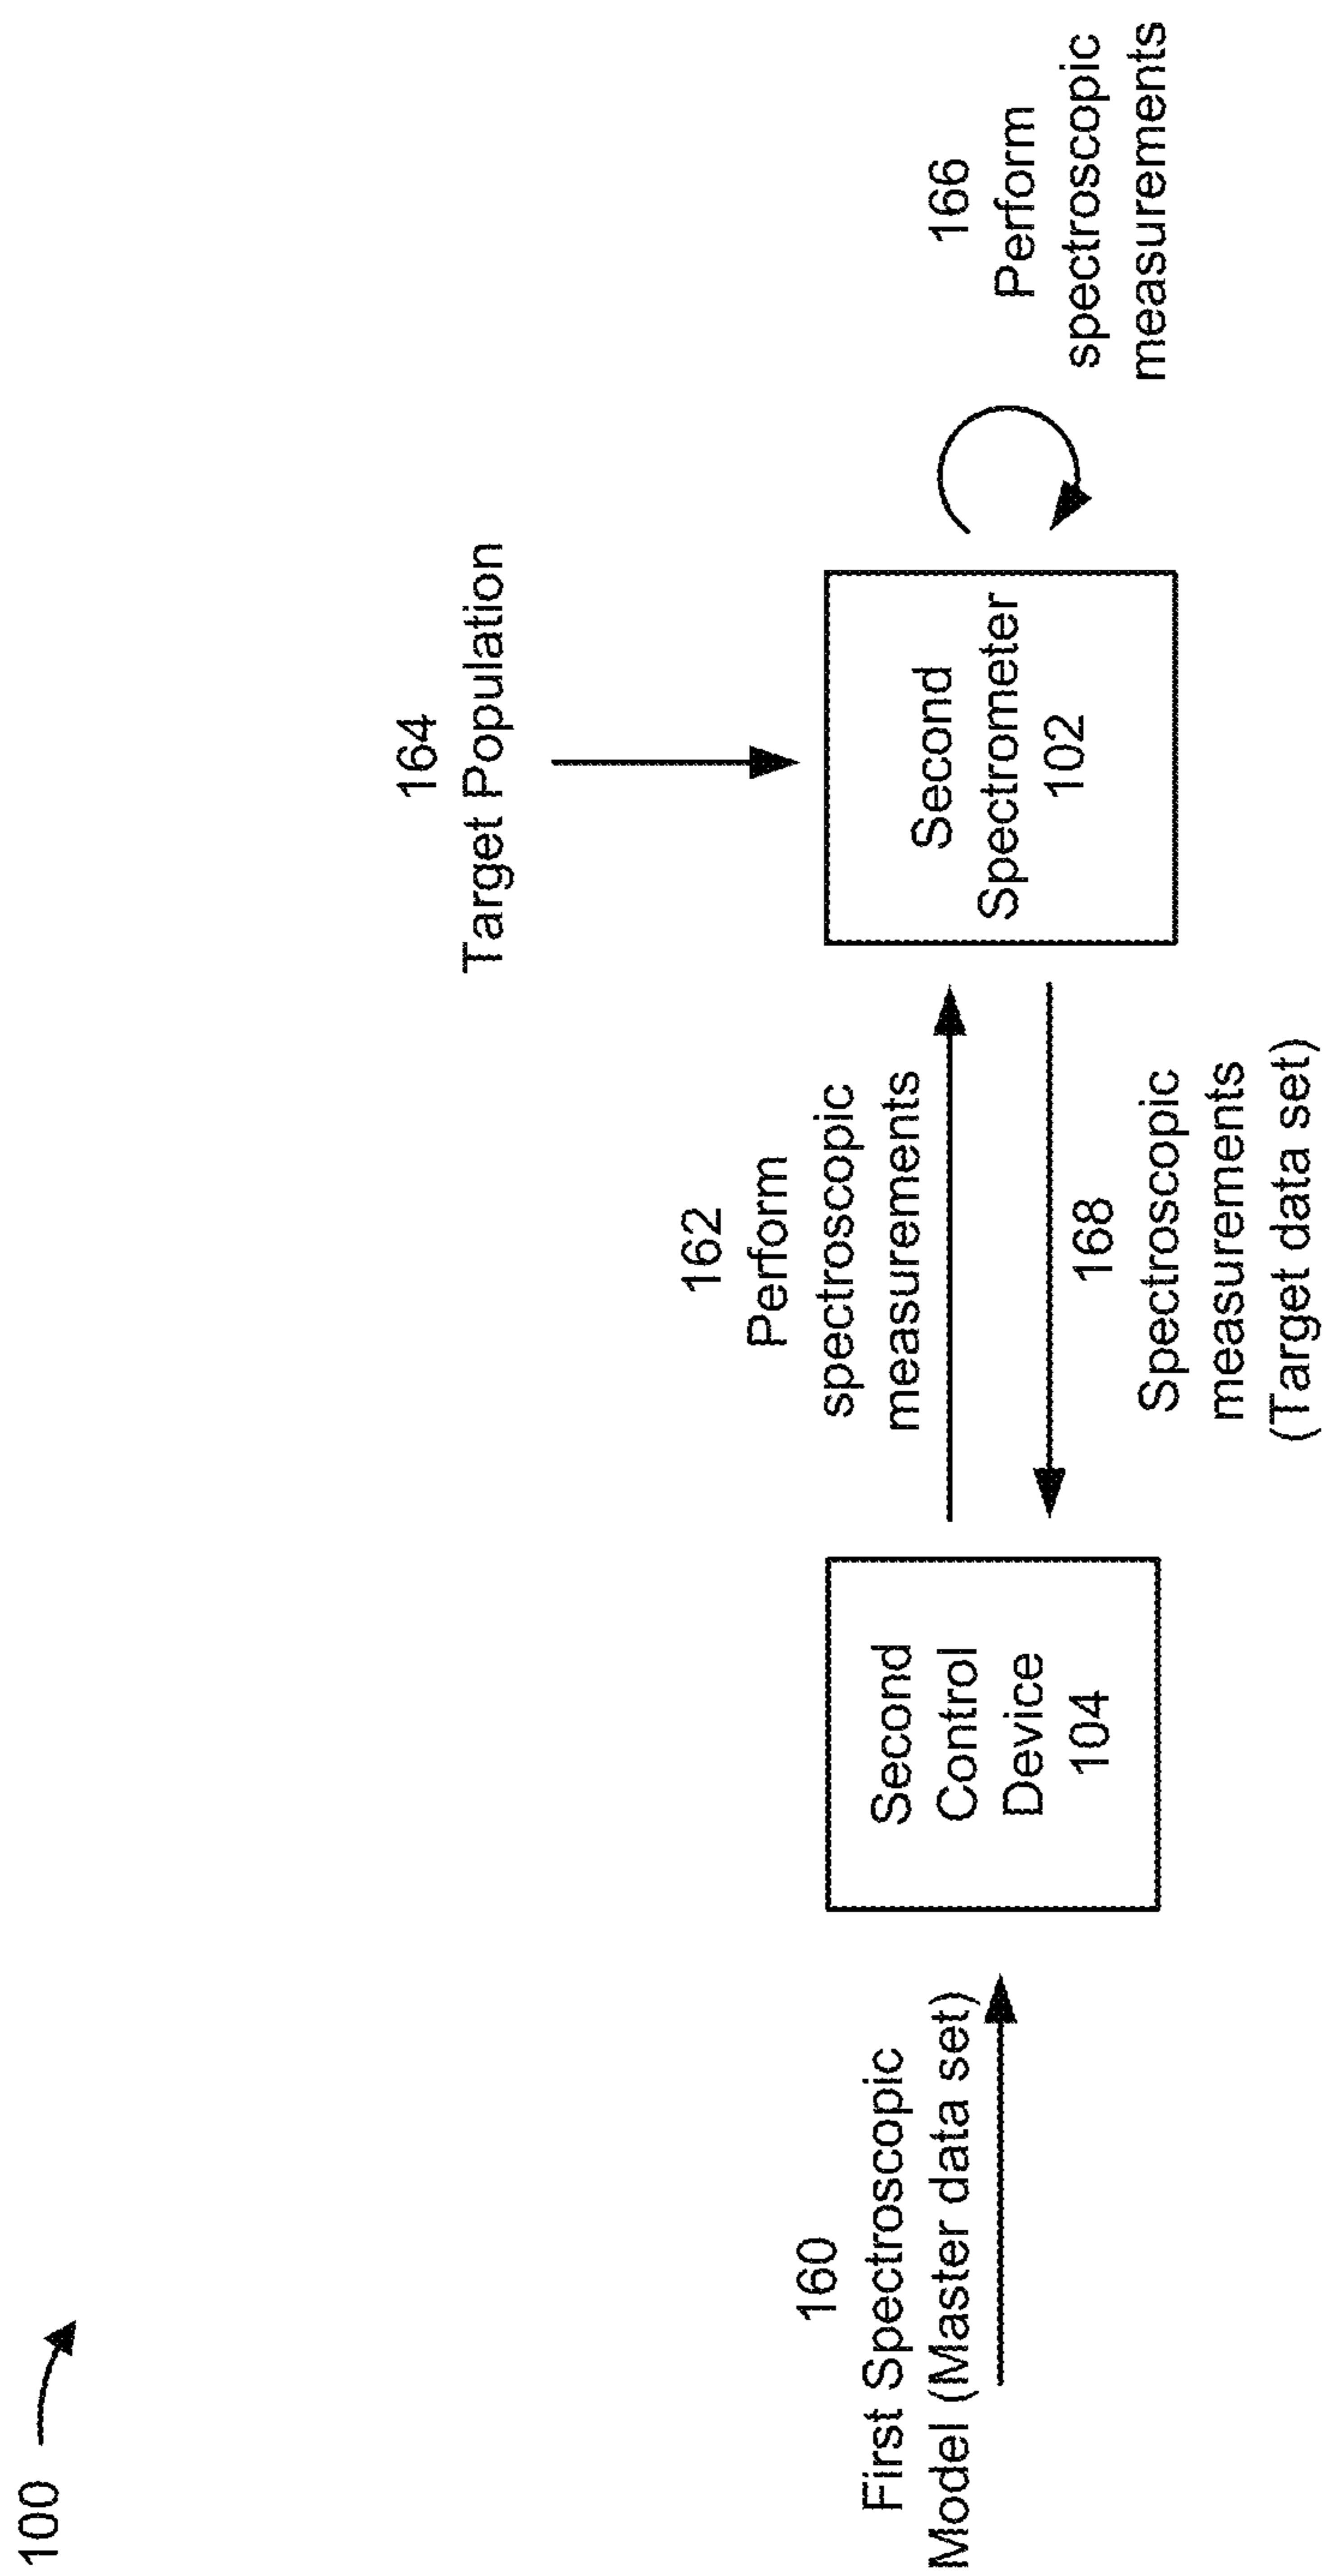 100
160
First Spectroscopic
Model (Master data set)
Second
Control
Device
104
162
Perform
spectroscopic
measurements
168
Spectroscopic
measurements
(Target data set)
164
Target Population
Second
Spectrometer
102
166
Perform
spectroscopic
measurements